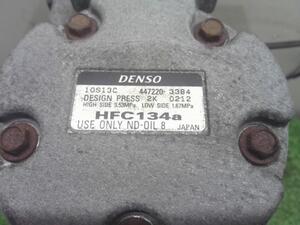 DENSO
10S13C 447220-3384
DESIGN PRESS 2K 0212
HIGH SIDE 3.53MPa LOW SIDE 1.67MPa
HFC134a
USE ONLY ND-OIL 8 JAPAN